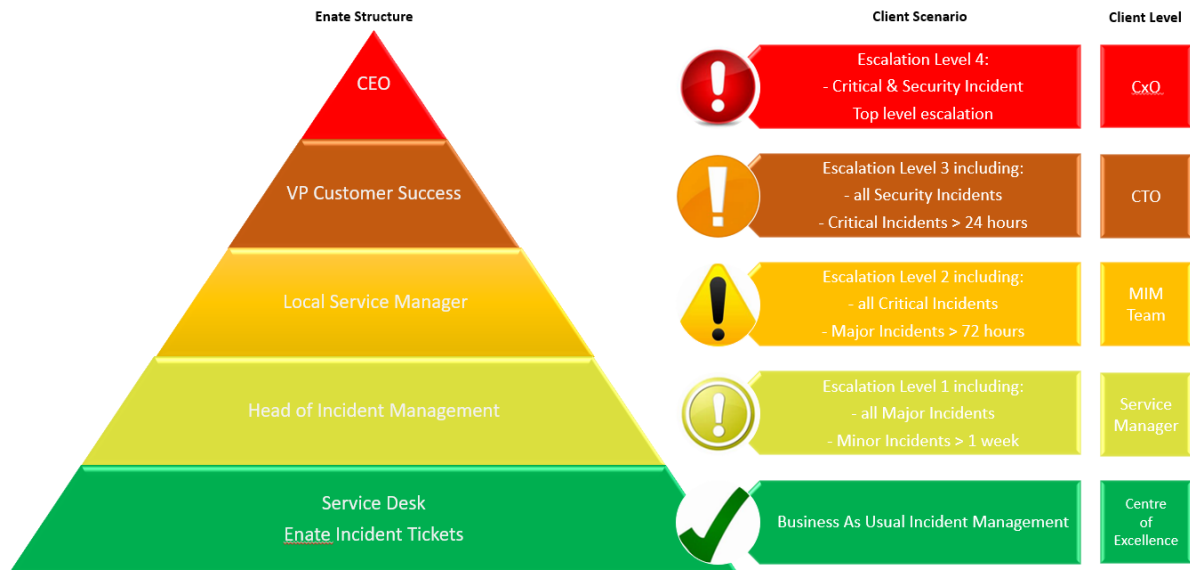 Enate Structure
Client Scenario
Client Level
CEO
Escalation Level 4:
- Critical & Security Incident
Top level escalation
CxO
VP Customer Success
Escalation Level 3 including:
- all Security Incidents
- Critical Incidents > 24 hours
CTO
Local Service Manager
Escalation Level 2 including:
- all Critical Incidents
- Major Incidents > 72 hours
MIM
Team
Head of Incident Management
Escalation Level 1 including:
- all Major Incidents
- Minor Incidents > 1 week
Service
Manager
Service Desk
Enate Incident Tickets
Business As Usual Incident Management
Centre
of
Excellence